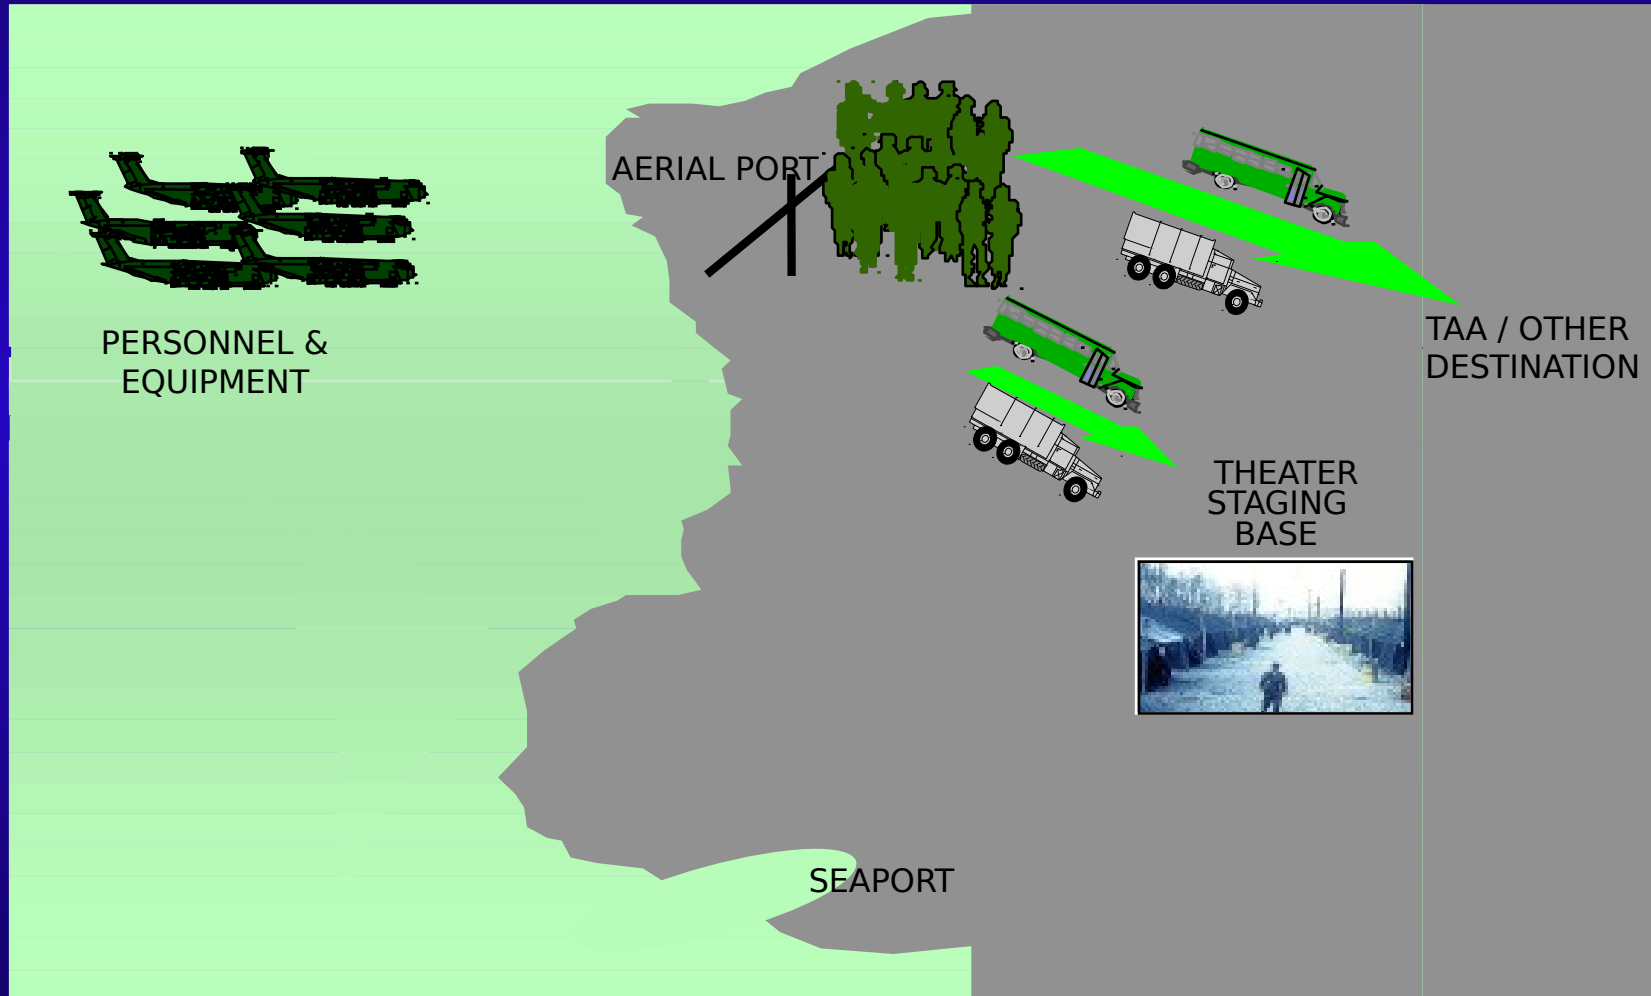 AERIAL PORT
PERSONNEL &
EQUIPMENT
TAA / OTHER
DESTINATION
THEATER
STAGING
BASE
SEAPORT